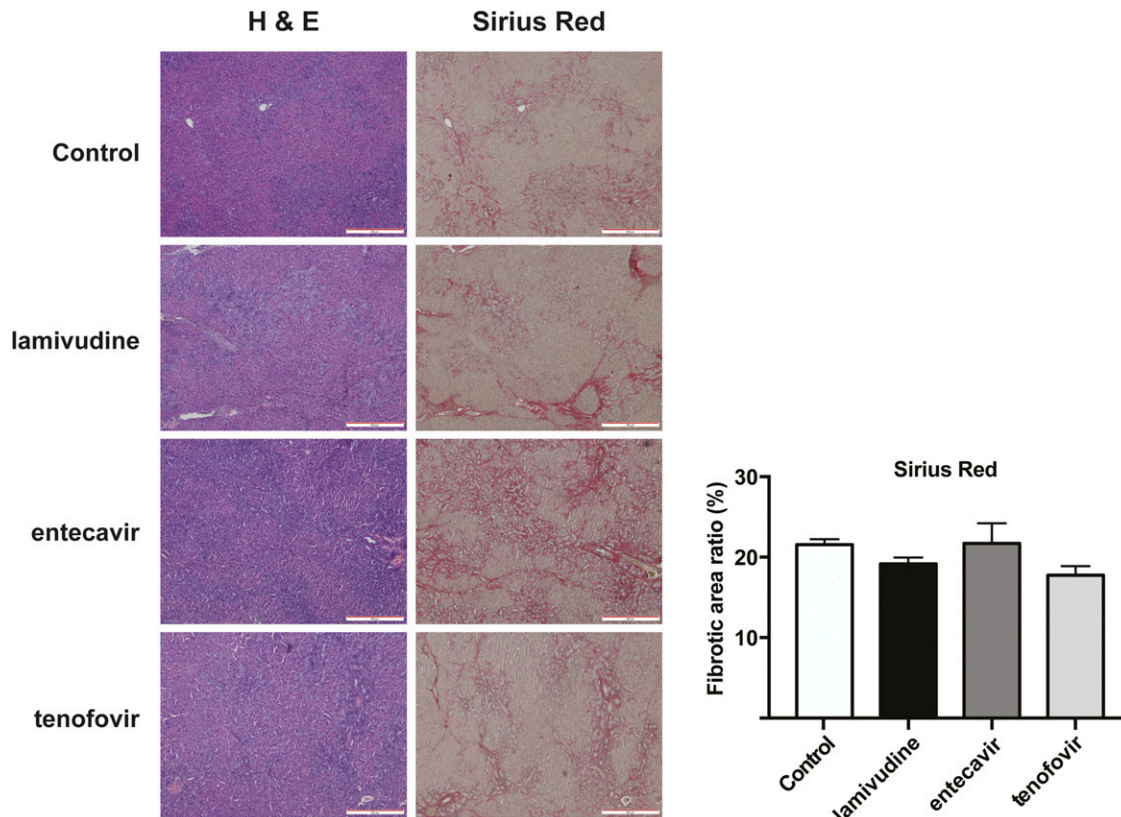 H & E
Sirius Red
Control
lamivudine
entecavir
tenofovir
Sirius Red
Fibrotic area ratio (%)
30
20
10
Control
lamivudine
entecavir
tenofovir